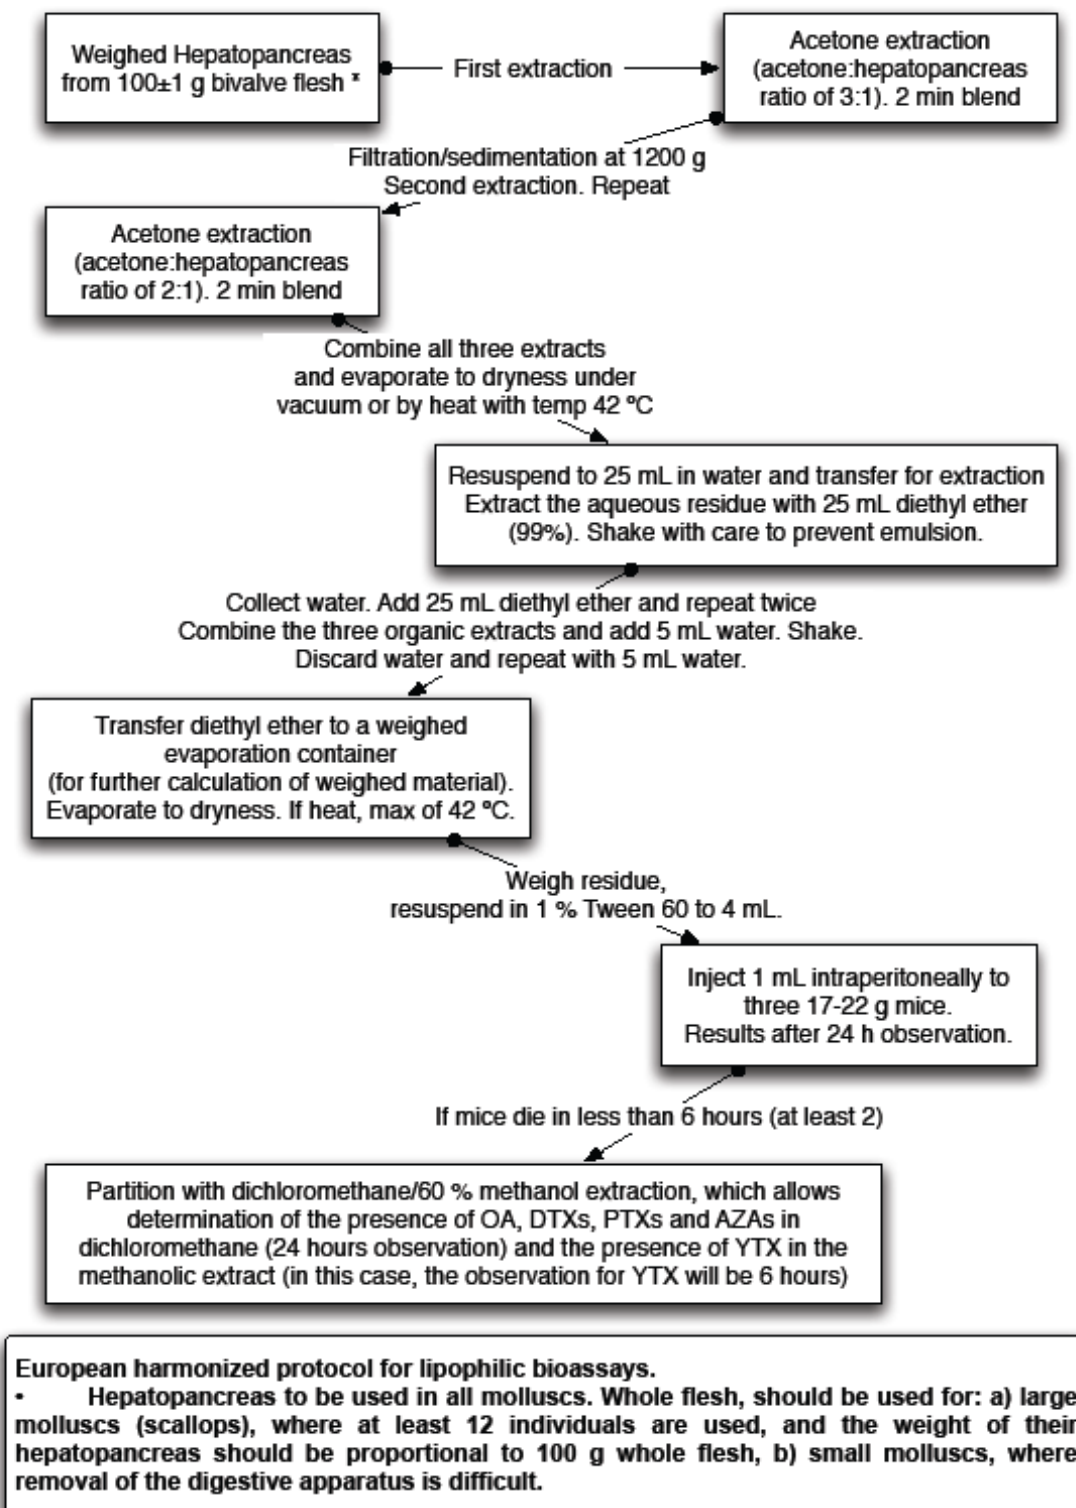 Weighed Hepatopancreas
from 100±1 g bivalve flesh *
First extraction
Acetone extraction
(acetone:hepatopancreas
ratio of 3:1). 2 min blend
Filtration/sedimentation at 1200 g
Second extraction. Repeat
Acetone extraction
(acetone:hepatopancreas
ratio of 2:1). 2 min blend
Combine all three extracts
and evaporate to dryness under
vacuum or by heat with temp 42 ºC
Resuspend to 25 mL in water and transfer for extraction
Extract the aqueous residue with 25 mL diethyl ether
(99%). Shake with care to prevent emulsion.
Collect water. Add 25 mL diethyl ether and repeat twice
Combine the three organic extracts and add 5 mL water. Shake.
Discard water and repeat with 5 mL water.
Transfer diethyl ether to a weighed
evaporation container
(for further calculation of weighed material).
Evaporate to dryness. If heat, max of 42 ºC.
Weigh residue,
resuspend in 1 % Tween 60 to 4 mL.
Inject 1 mL intraperitoneally to
three 17-22 g mice.
Results after 24 h observation.
If mice die in less than 6 hours (at least 2)
Partition with dichloromethane/60 % methanol extraction, which allows
determination of the presence of OA, DTXs, PTXs and AZAs in
dichloromethane (24 hours observation) and the presence of YTX in the
methanolic extract (in this case, the observation for YTX will be 6 hours)
European harmonized protocol for lipophilic bioassays.
• Hepatopancreas to be used in all molluscs. Whole flesh, should be used for: a) large
molluscs (scallops), where at least 12 individuals are used, and the weight of their
hepatopancreas should be proportional to 100 g whole flesh, b) small molluscs, where
removal of the digestive apparatus is difficult.